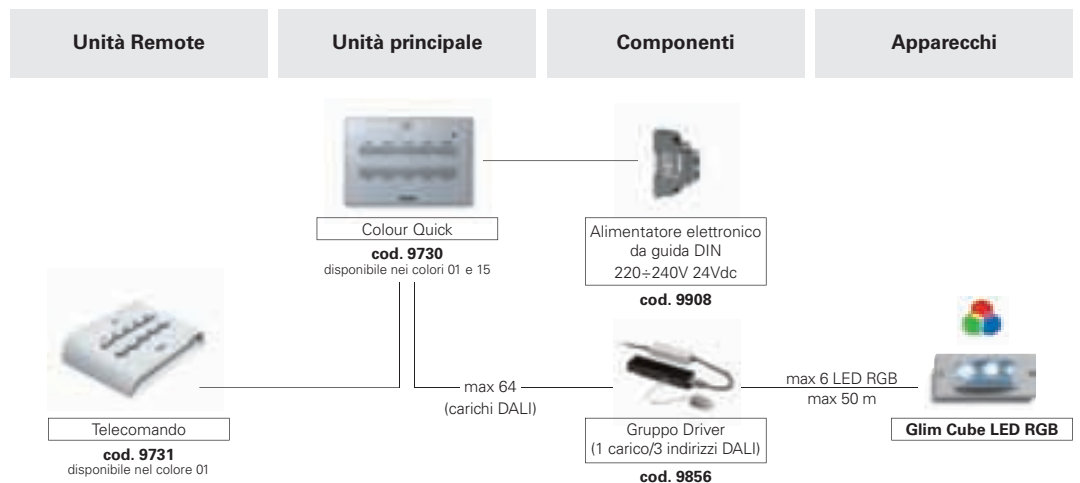 Unità Remote
Unità principale
Componenti
Apparecchi
Colour Quick
cod. 9730
disponibile nei colori 01 e 15
Alimentatore elettronico
da guida DIN
220÷240V 24Vdc
cod. 9908
Telecomando
cod. 9731
disponibile nel colore 01
max 64
(carichi DALI)
Gruppo Driver
(1 carico/3 indirizzi DALI)
cod. 9856
max 6 LED RGB
max 50 m
Glim Cube LED RGB